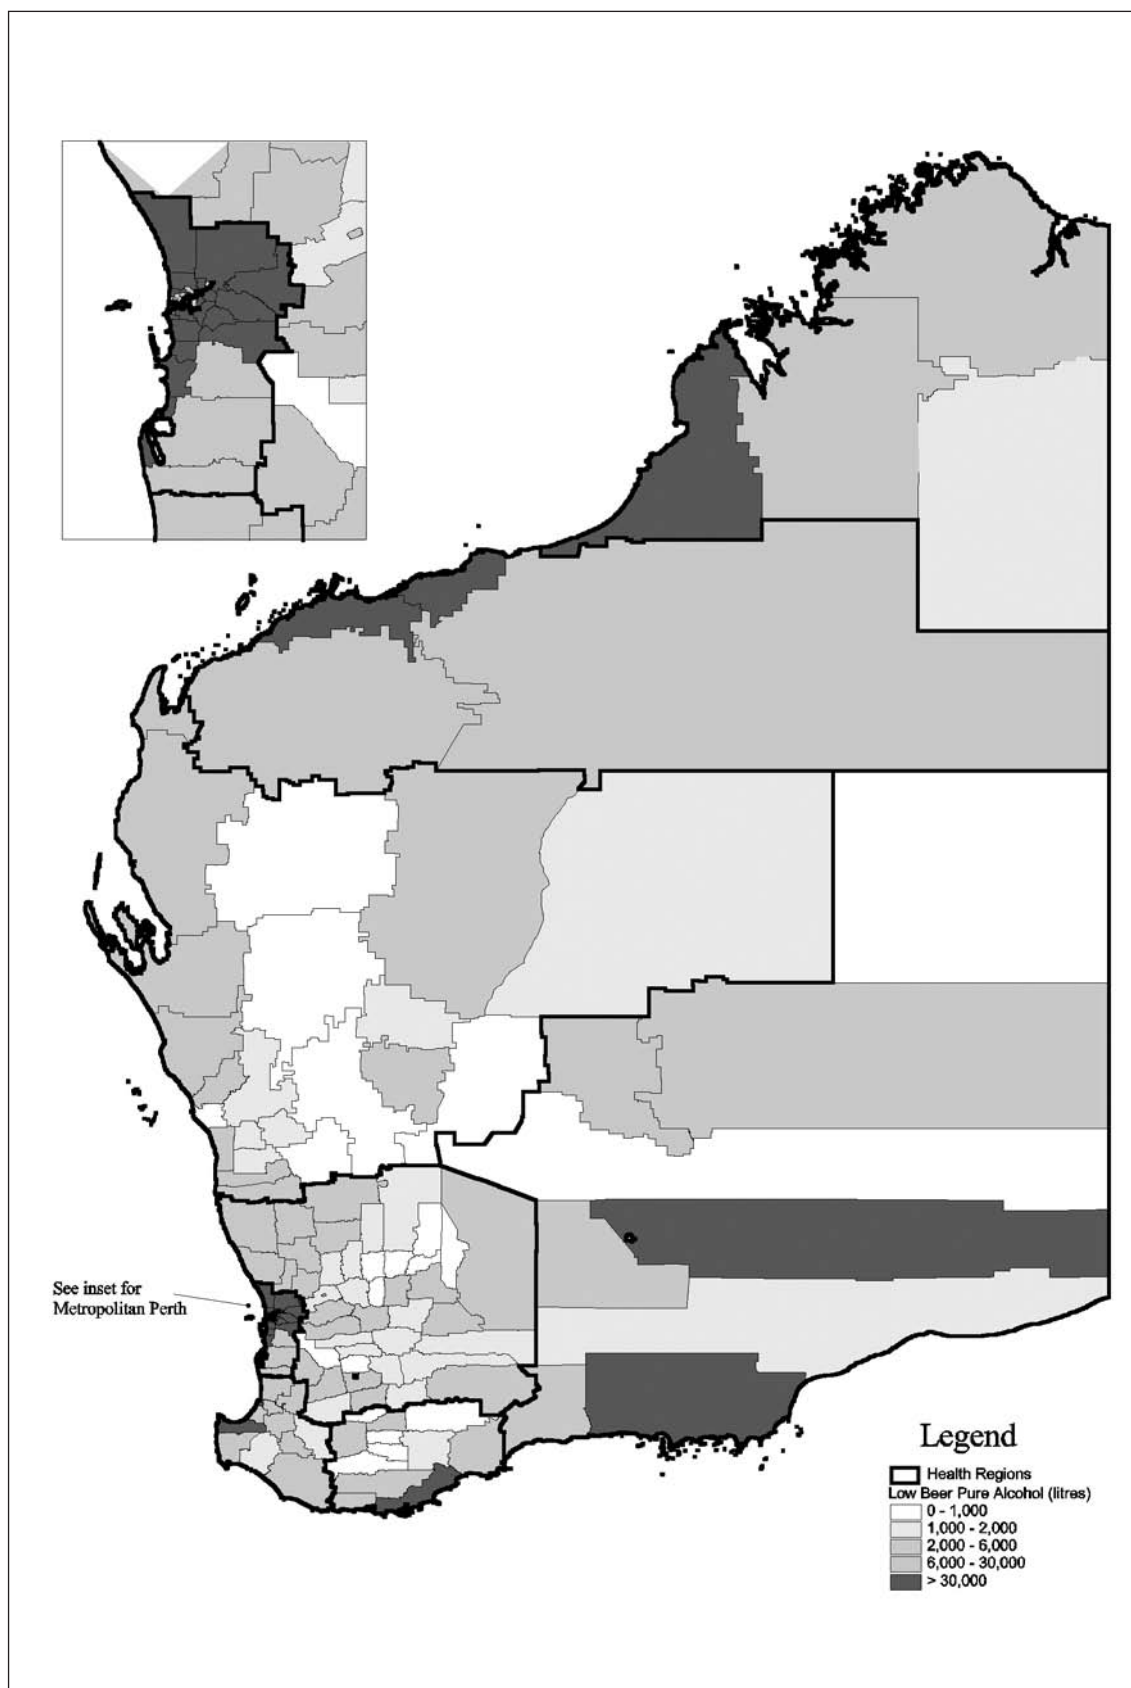 See inset for
Metropolitan Perth
Legend
Health Regions
Low Beer Pure Alcohol (litres)
0 - 1,000
1,000 - 2,000
2,000 - 6,000
6,000 - 30,000
> 30,000